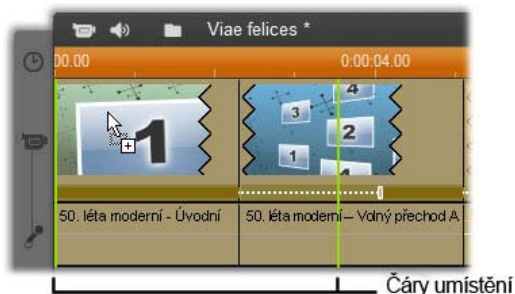 Viae felices *
00.00 0:00:04.00
1 3 4 2 1
50. léta moderní - Úvodní 50. léta moderní – Volný přechod A
Čáry umístění